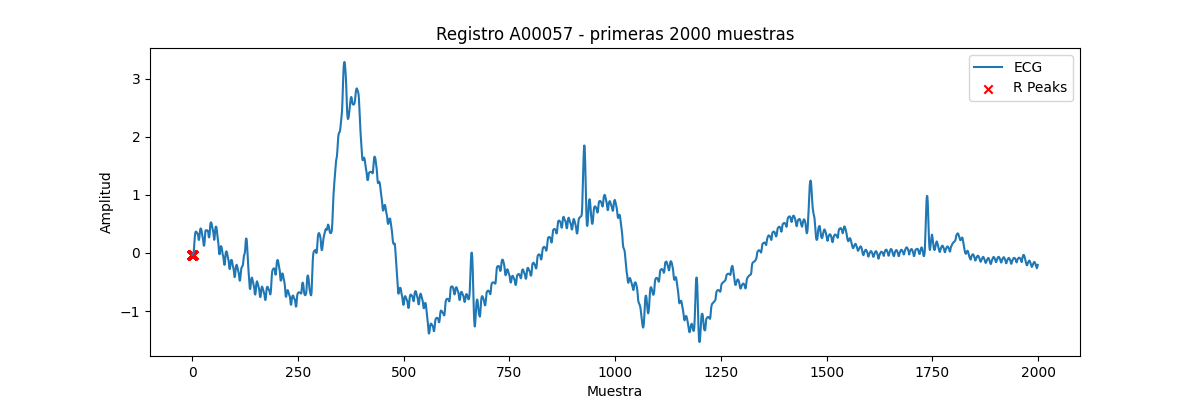 Registro A00057 - primeras 2000 muestras
ECG
R Peaks
Amplitud
3
2
1
0
−1
0 250 500 750 1000 1250 1500 1750 2000
Muestra